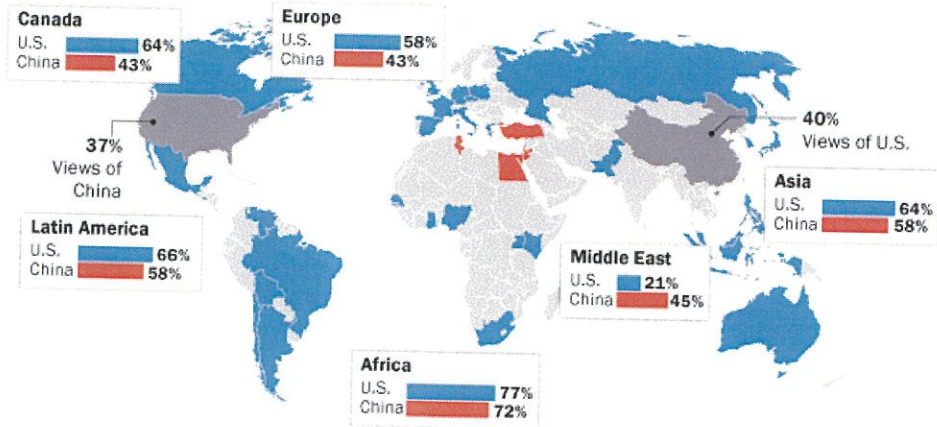 Canada
U.S. 64%
China 43%
Europe
U.S. 58%
China 43%
37%
Views of
China
40%
Views of U.S.
Asia
U.S. 64%
China 58%
Latin America
U.S. 66%
China 58%
Middle East
U.S. 21%
China 45%
Africa
U.S. 77%
China 72%